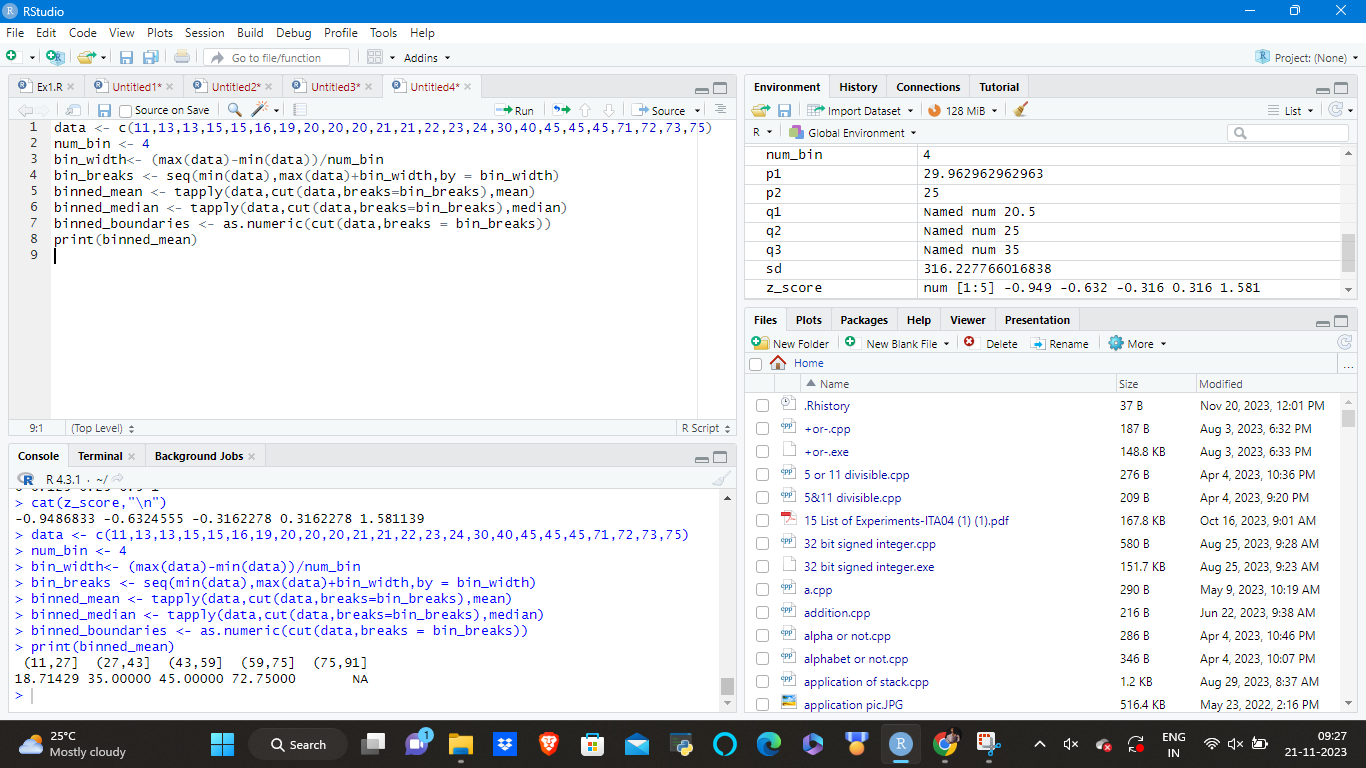 RStudio
File Edit Code View Plots Session Build Debug Profile Tools Help
Go to file/function Addins Project: (None)
Ex1.R Untitled1* Untitled2* Untitled3* Untitled4*
Source on Save Run Source
1 data <- c(11,13,13,15,15,16,19,20,20,20,21,21,22,23,24,30,40,45,45,45,71,72,73,75)
2 num_bin <- 4
3 bin_width<- (max(data)-min(data))/num_bin
4 bin_breaks <- seq(min(data),max(data)+bin_width,by = bin_width)
5 binned_mean <- tapply(data,cut(data,breaks=bin_breaks),mean)
6 binned_median <- tapply(data,cut(data,breaks=bin_breaks),median)
7 binned_boundaries <- as.numeric(cut(data,breaks = bin_breaks))
8 print(binned_mean)
9
9:1 (Top Level) R Script
Console Terminal Background Jobs
R 4.3.1 · ~/
> cat(z_score,"\n")
-0.9486833 -0.6324555 -0.3162278 0.3162278 1.581139
> data <- c(11,13,13,15,15,16,19,20,20,20,21,21,22,23,24,30,40,45,45,45,71,72,73,75)
> num_bin <- 4
> bin_width<- (max(data)-min(data))/num_bin
> bin_breaks <- seq(min(data),max(data)+bin_width,by = bin_width)
> binned_mean <- tapply(data,cut(data,breaks=bin_breaks),mean)
> binned_median <- tapply(data,cut(data,breaks=bin_breaks),median)
> binned_boundaries <- as.numeric(cut(data,breaks = bin_breaks))
> print(binned_mean)
(11,27] (27,43] (43,59] (59,75] (75,91]
18.71429 35.00000 45.00000 72.75000 NA
>
Environment History Connections Tutorial
Import Dataset 128 MiB List
R Global Environment
num_bin 4
p1 29.962962962963
p2 25
q1 Named num 20.5
q2 Named num 25
q3 Named num 35
sd 316.227766016838
z_score num [1:5] -0.949 -0.632 -0.316 0.316 1.581
Files Plots Packages Help Viewer Presentation
New Folder New Blank File Delete Rename More
Home ...
Name Size Modified
.Rhistory 37 B Nov 20, 2023, 12:01 PM
+or-.cpp 187 B Aug 3, 2023, 6:32 PM
+or-.exe 148.8 KB Aug 3, 2023, 6:33 PM
5 or 11 divisible.cpp 276 B Apr 4, 2023, 10:36 PM
5&11 divisible.cpp 209 B Apr 4, 2023, 9:20 PM
15 List of Experiments-ITA04 (1) (1).pdf 167.8 KB Oct 16, 2023, 9:01 AM
32 bit signed integer.cpp 580 B Aug 25, 2023, 9:28 AM
32 bit signed integer.exe 151.7 KB Aug 25, 2023, 9:23 AM
a.cpp 290 B May 9, 2023, 10:19 AM
addition.cpp 216 B Jun 22, 2023, 9:38 AM
alpha or not.cpp 286 B Apr 4, 2023, 10:46 PM
alphabet or not.cpp 346 B Apr 4, 2023, 10:07 PM
application of stack.cpp 1.2 KB Aug 29, 2023, 8:37 AM
application pic.JPG 516.4 KB May 23, 2022, 2:16 PM
25°C
Mostly cloudy
Search
1
ENG
IN
09:27
21-11-2023